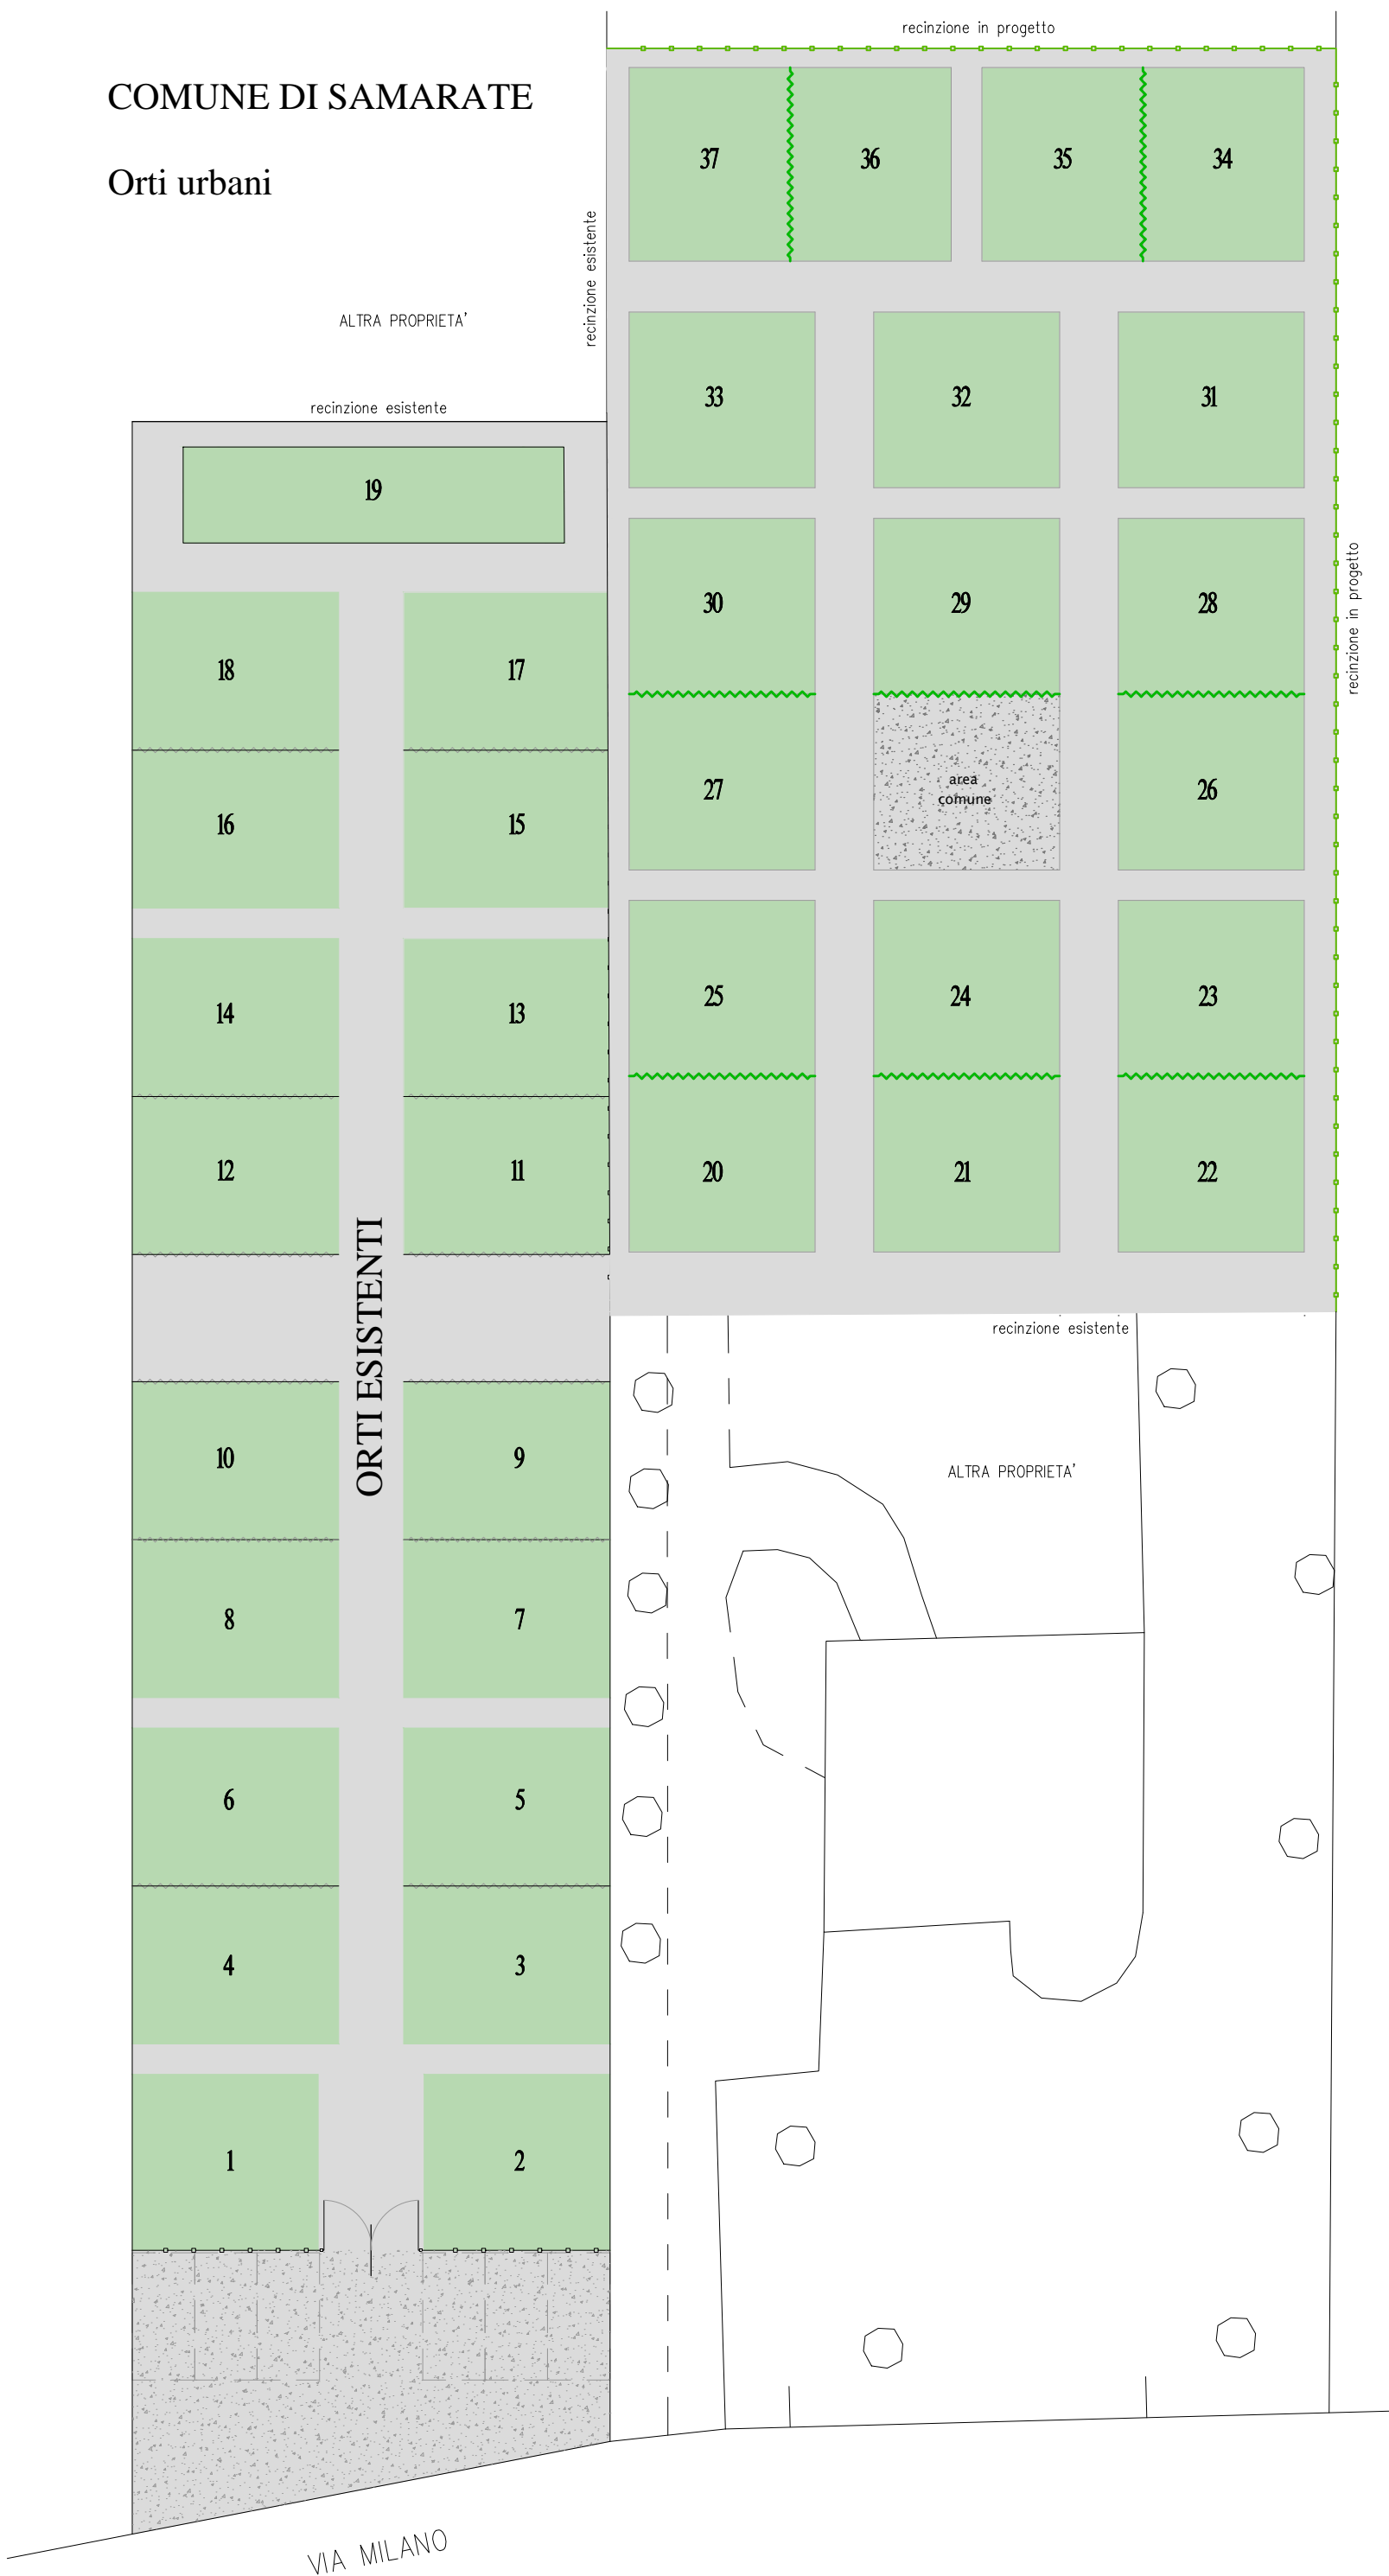 recinzione in progetto
COMUNE DI SAMARATE
Orti urbani
37
36
35
34
recinzione esistente
ALTRA PROPRIETA'
recinzione esistente
33
32
31
19
recinzione in progetto
30
29
28
18
17
27
area
comune
26
16
15
25
24
23
14
13
20
21
22
12
11
ORTI ESISTENTI
recinzione esistente
10
9
ALTRA PROPRIETA'
8
7
6
5
4
3
1
2
VIA MILANO